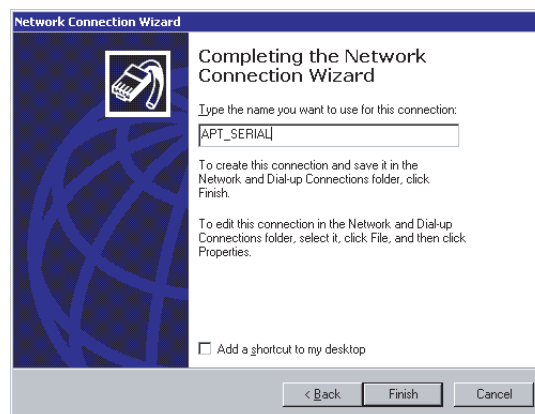 Network Connection Wizard
Completing the Network
Connection Wizard
Type the name you want to use for this connection:
APT_SERIAL
To create this connection and save it in the
Network and Dial-up Connections folder, click
Finish.
To edit this connection in the Network and Dial-up
Connections folder, select it, click File, and then click
Properties.
Add a shortcut to my desktop
< Back
Finish
Cancel